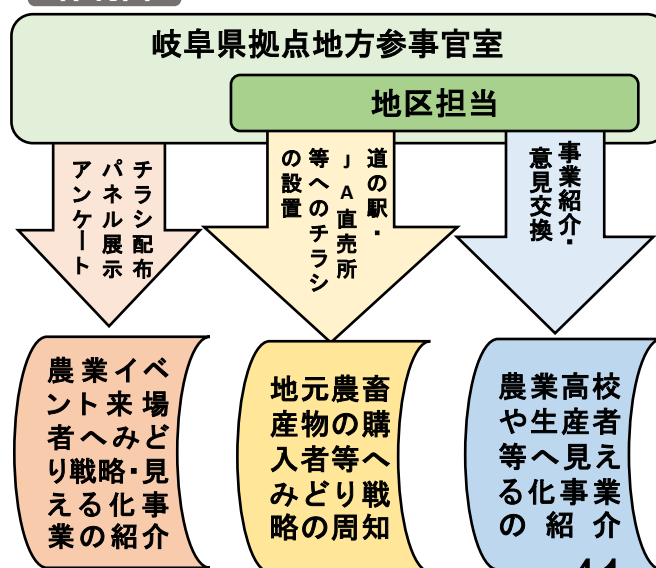 岐阜県拠点地方参事官室
地区担当
チラシ配布
パネル展示
アンケート
道の駅・
JA直売所
等へのチラシ
の設置
事業紹介・
意見交換
農業イベ
ント来場
者へみど
り戦略・見
える化事
業の紹介
地元農畜
産物の購
入者等へ
みどり戦
略の周知
農業高校
や生産者
等へ見え
る化事業
の紹介